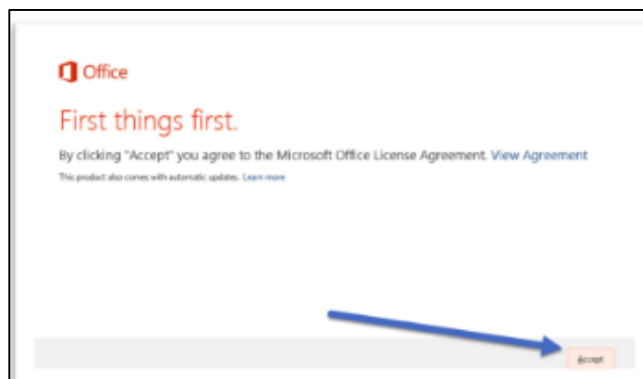 Office
First things first.
By clicking "Accept" you agree to the Microsoft Office License Agreement. View Agreement
This product also comes with automatic updates. Learn more
Accept